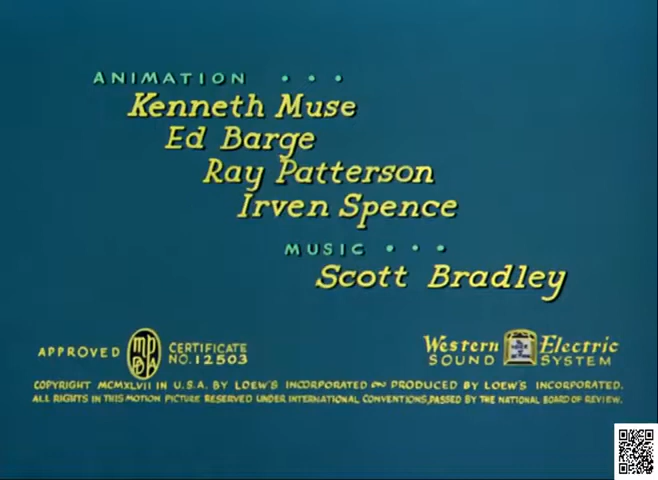 ANIMATION . . .
Kenneth Muse
Ed Barge
Ray Patterson
Irven Spence
MUSIC . . .
Scott Bradley
APPROVED MPPDA CERTIFICATE NO. 12503
Western Electric
SOUND SYSTEM
COPYRIGHT MCMXLVII IN U.S.A. BY LOEW'S INCORPORATED ~ PRODUCED BY LOEW'S INCORPORATED.
ALL RIGHTS IN THIS MOTION PICTURE RESERVED UNDER INTERNATIONAL CONVENTIONS, PASSED BY THE NATIONAL BOARD OF REVIEW.